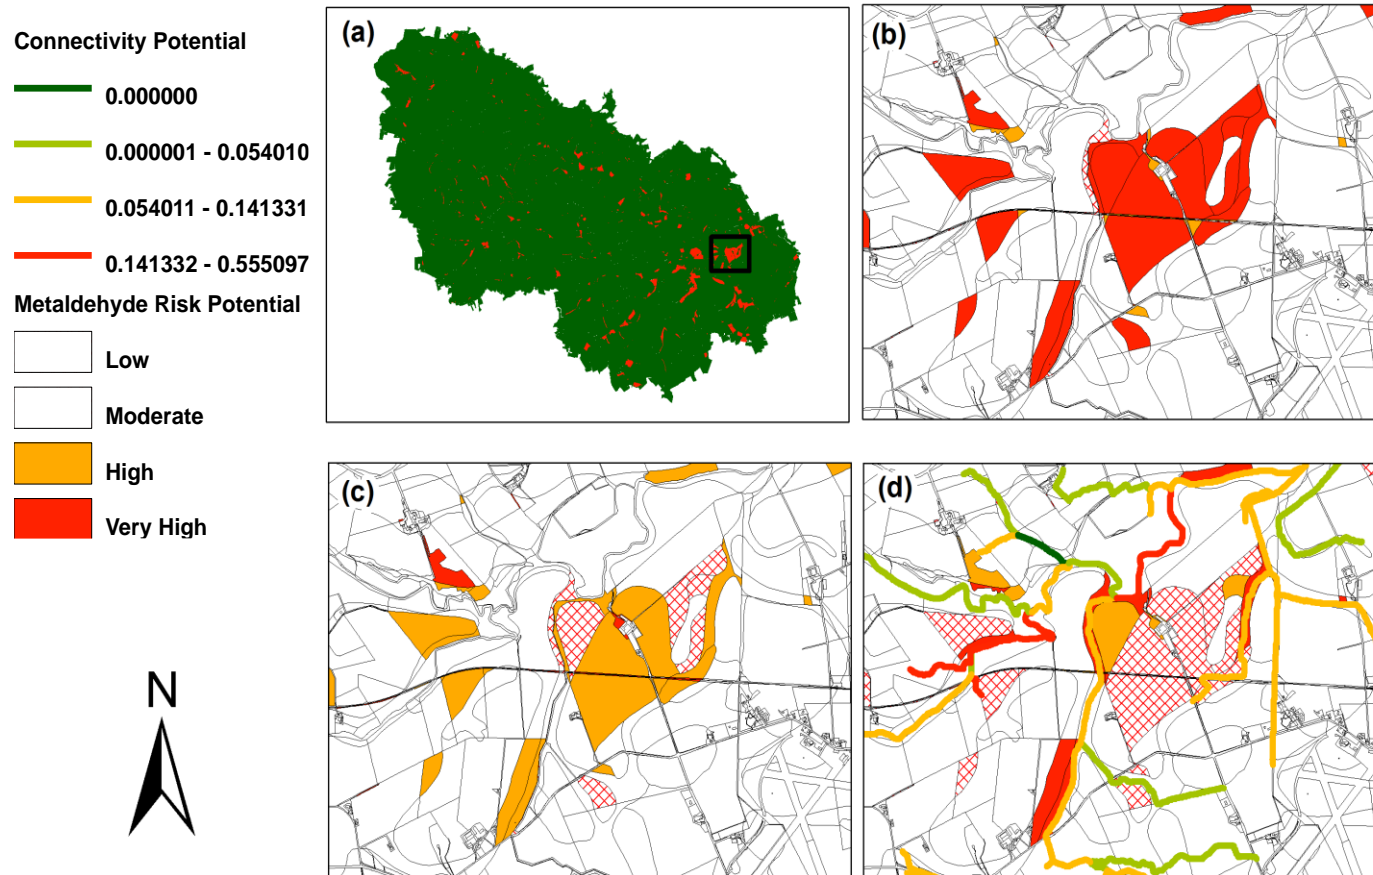 Connectivity Potential
0.000000
0.000001 - 0.054010
0.054011 - 0.141331
0.141332 - 0.555097
Metaldehyde Risk Potential
Low
Moderate
High
Very High
N
(a)
(b)
(c)
(d)